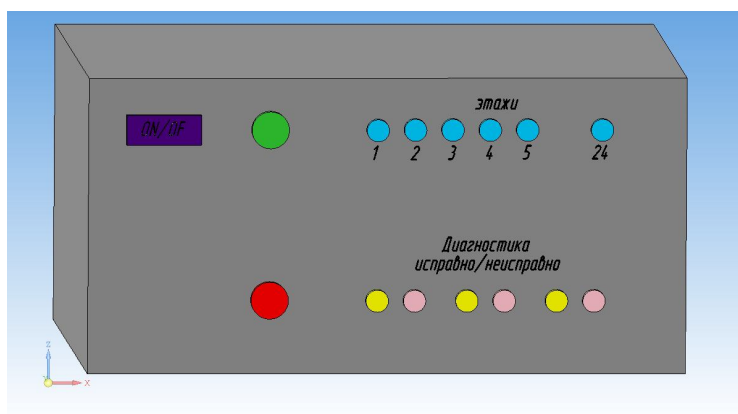 ON/OF
этажи
1 2 3 4 5 24
Диагностика
исправно/неисправно
z
x